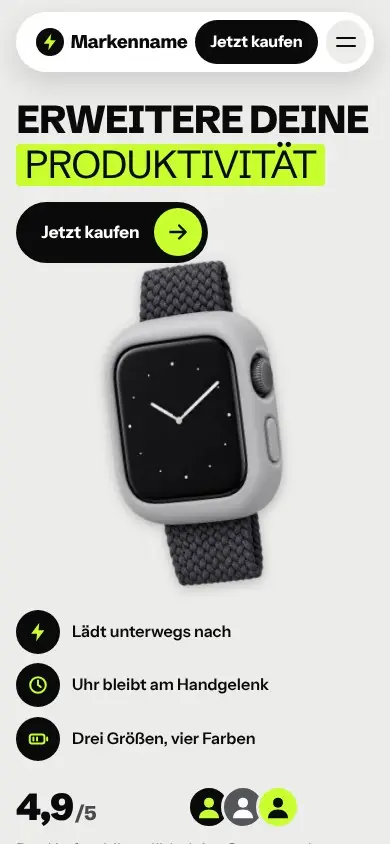 Markenname
Jetzt kaufen
ERWEITERE DEINE
PRODUKTIVITÄT
Jetzt kaufen
Lädt unterwegs nach
Uhr bleibt am Handgelenk
Drei Größen, vier Farben
4,9/5